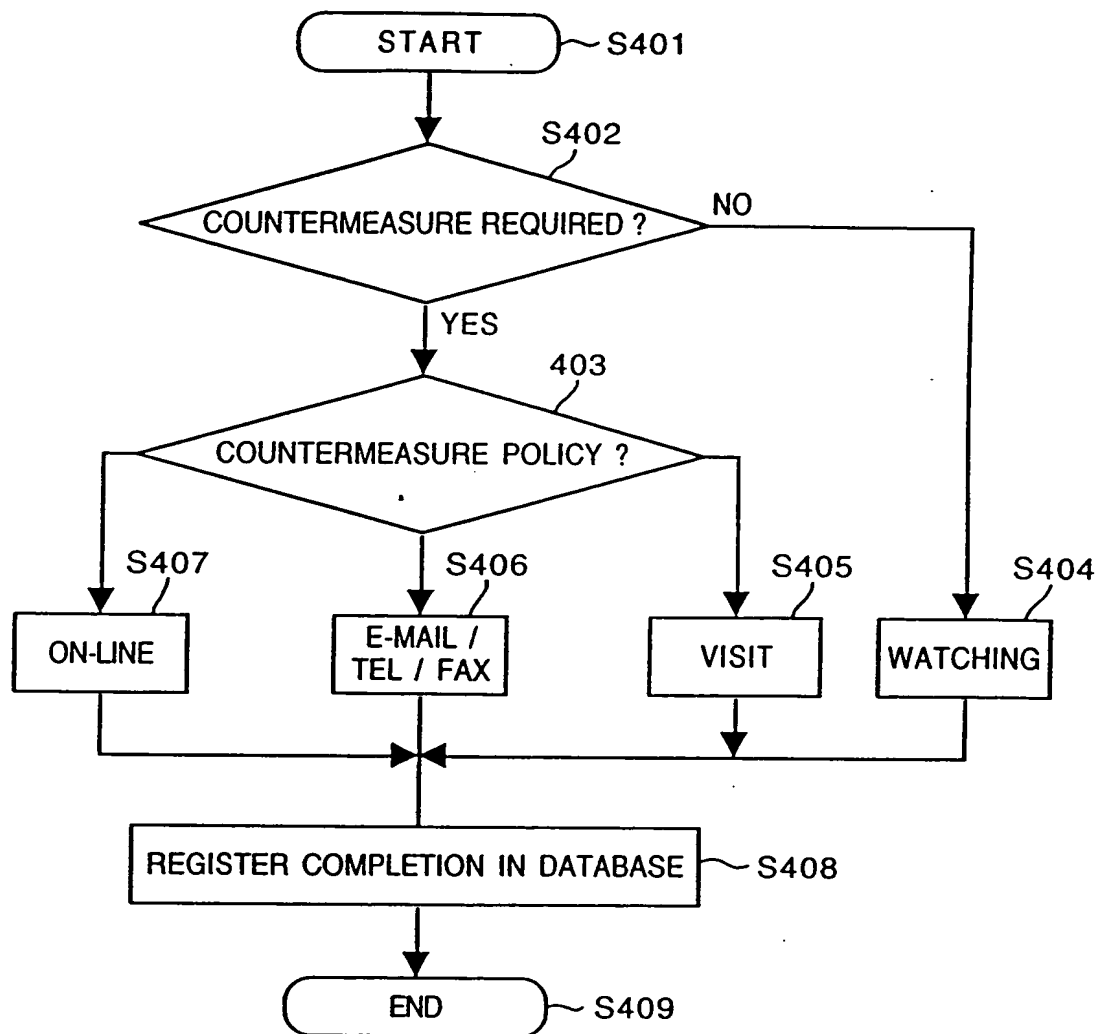 START
S401
S402
COUNTERMEASURE REQUIRED ?
NO
YES
403
COUNTERMEASURE POLICY ?
S407
S406
S405
S404
ON-LINE
E-MAIL /
TEL / FAX
VISIT
WATCHING
REGISTER COMPLETION IN DATABASE
S408
END
S409